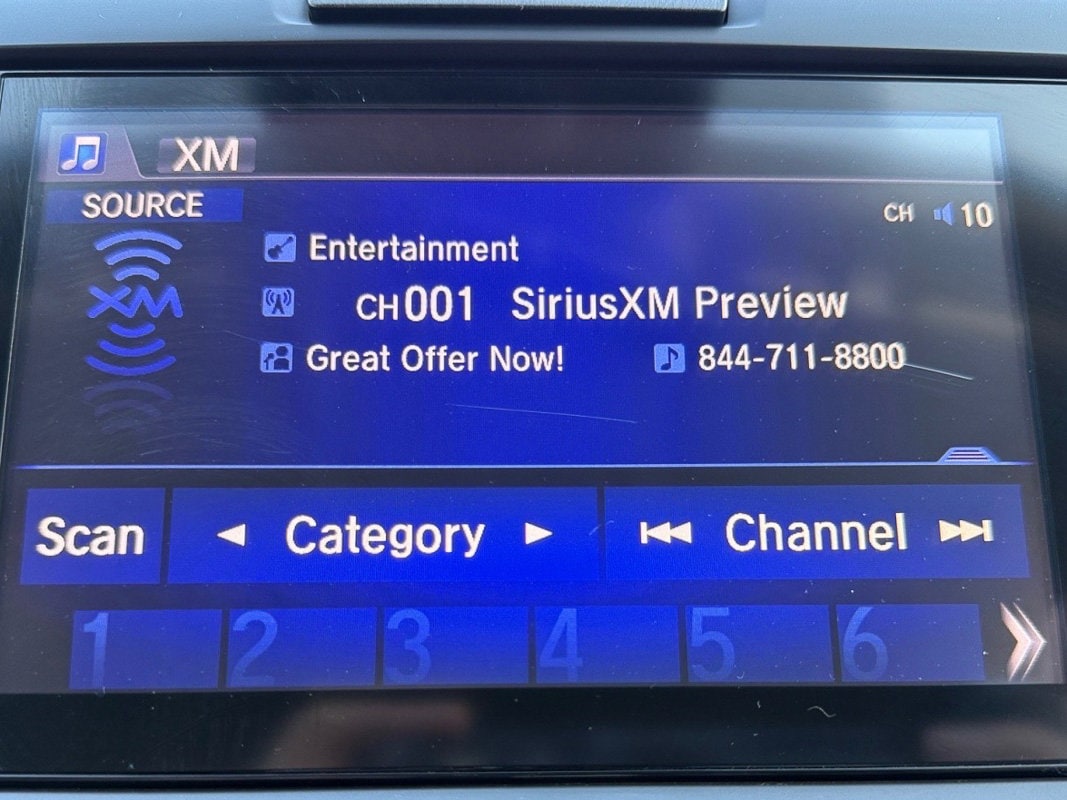 XM
SOURCE
CH 10
Entertainment
XM
CH001 SiriusXM Preview
Great Offer Now! 844-711-8800
Scan ◄ Category ► ⏮ Channel ⏭
1 2 3 4 5 6